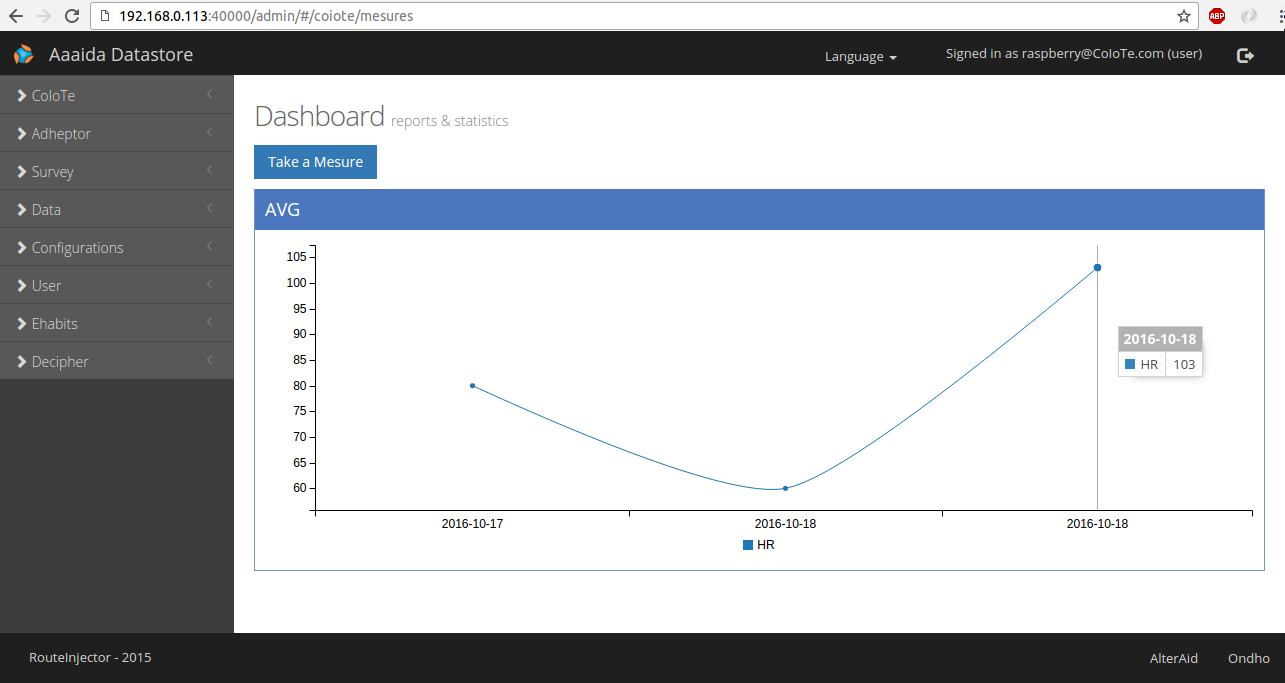 192.168.0.113:40000/admin/#/coiote/mesures
ABP
Aaaida Datastore
Language
Signed in as raspberry@CoIoTe.com (user)
CoIoTe
Adheptor
Survey
Data
Configurations
User
Ehabits
Decipher
Dashboard reports & statistics
Take a Mesure
AVG
105
100
95
90
85
80
75
70
65
60
2016-10-18
HR 103
2016-10-17 2016-10-18 2016-10-18
HR
RouteInjector - 2015
AlterAid Ondho